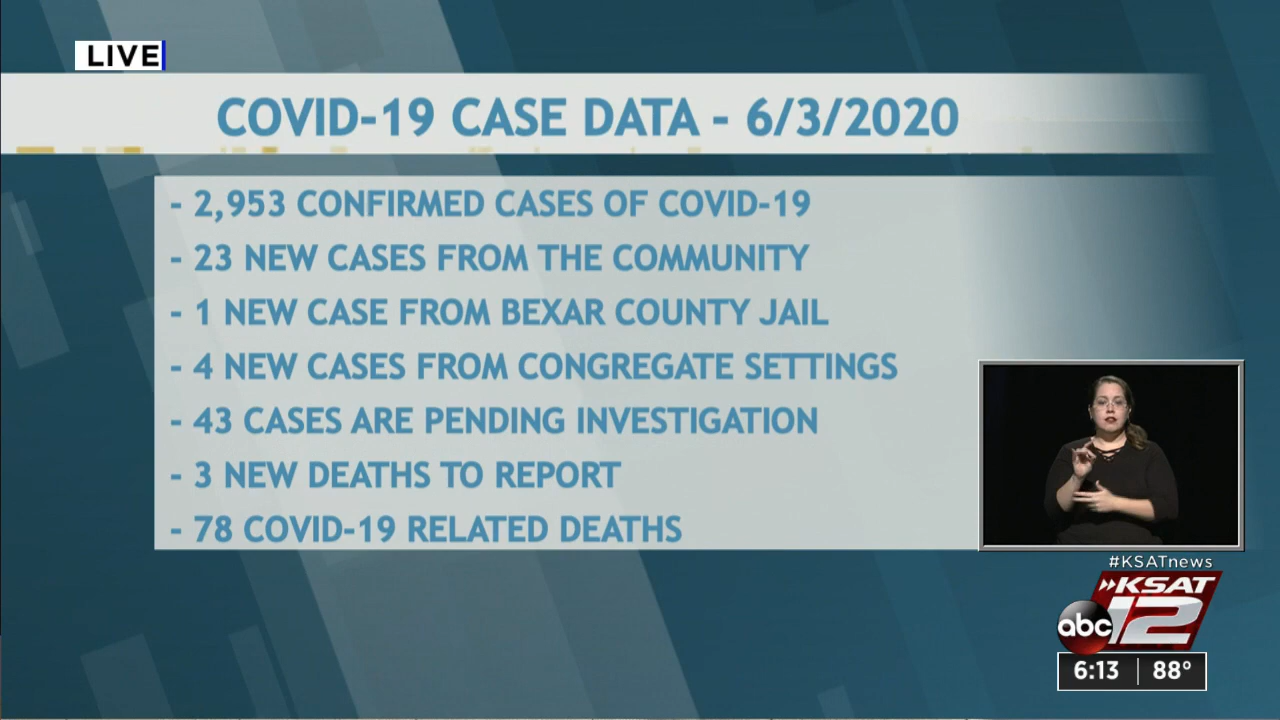 LIVE
COVID-19 CASE DATA - 6/3/2020
- 2,953 CONFIRMED CASES OF COVID-19
- 23 NEW CASES FROM THE COMMUNITY
- 1 NEW CASE FROM BEXAR COUNTY JAIL
- 4 NEW CASES FROM CONGREGATE SETTINGS
- 43 CASES ARE PENDING INVESTIGATION
- 3 NEW DEATHS TO REPORT
- 78 COVID-19 RELATED DEATHS
#KSATnews
KSAT
abc 12
6:13 88°